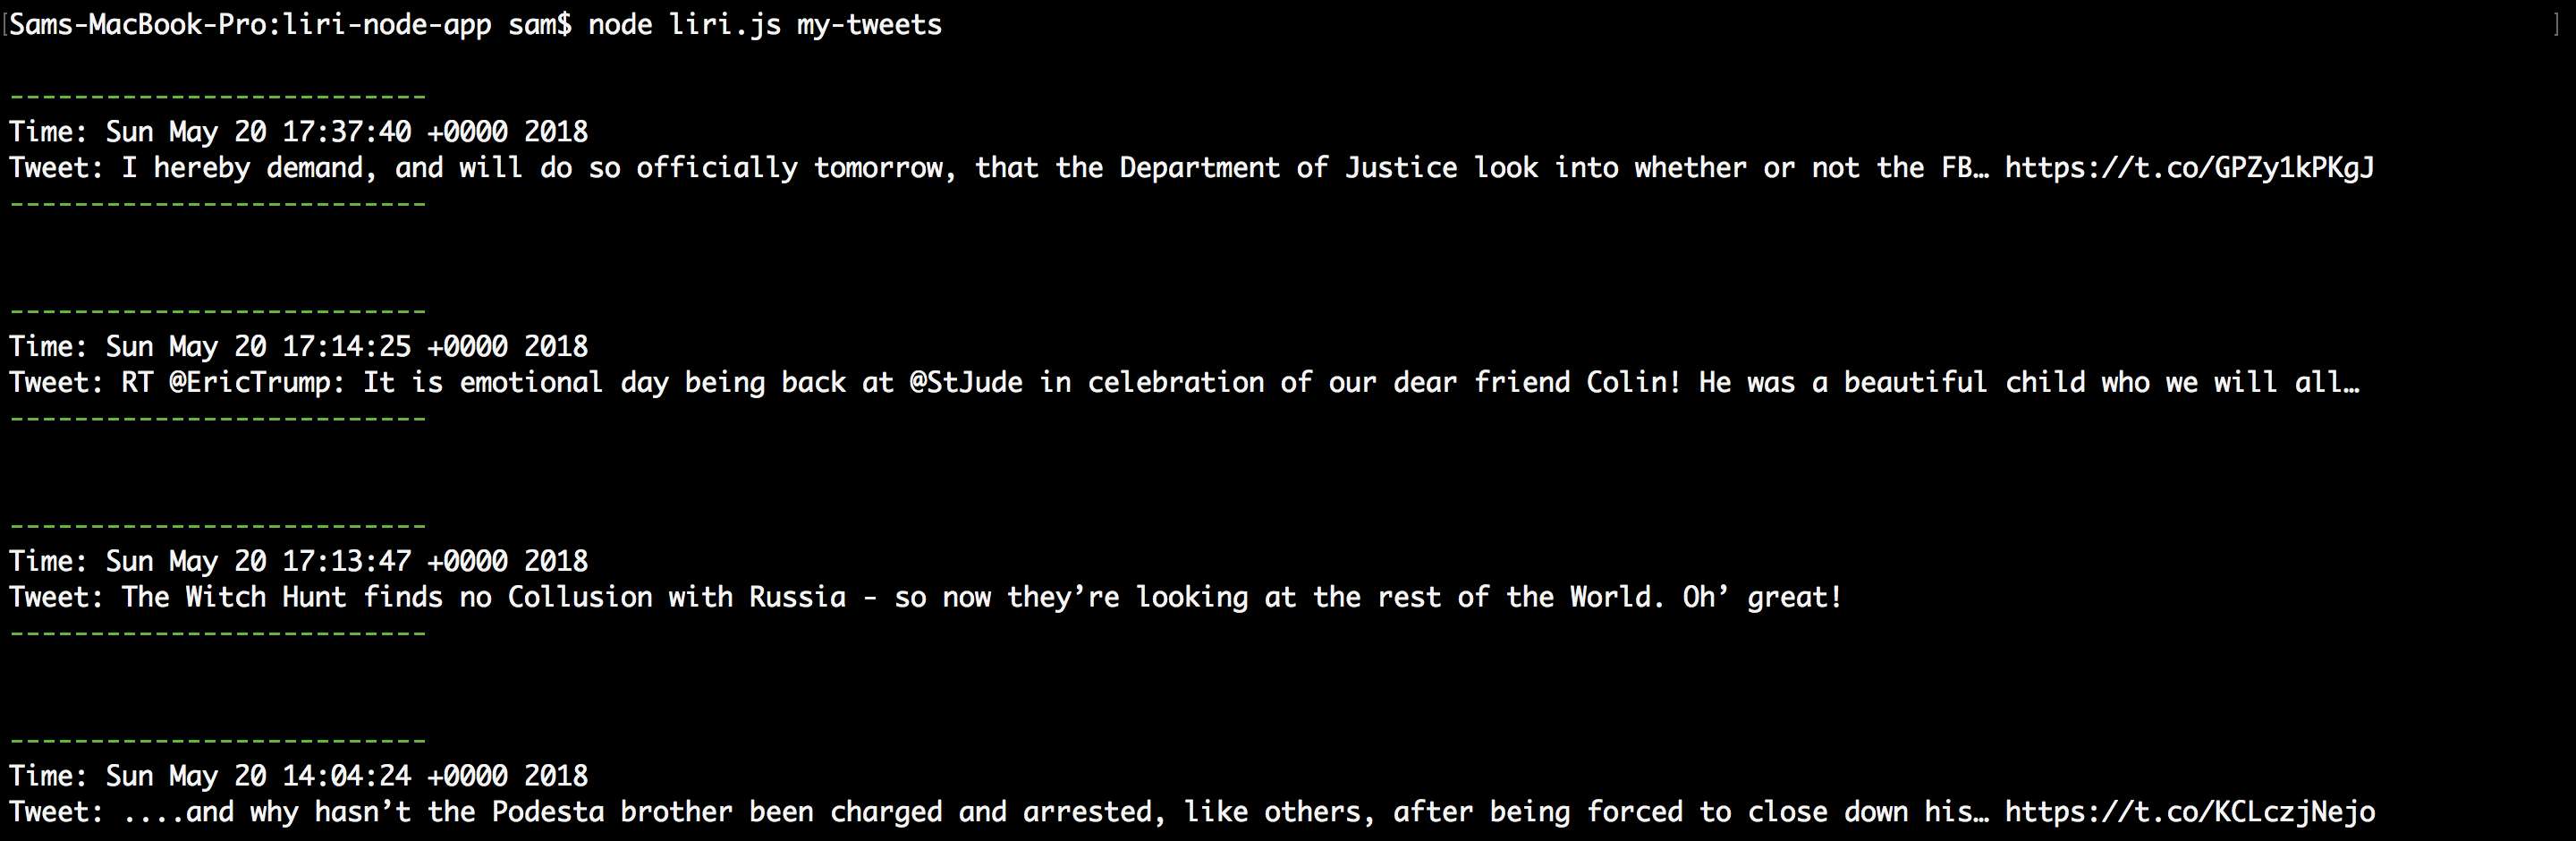 [Sams-MacBook-Pro:liri-node-app sam$ node liri.js my-tweets ]
--------------------------
Time: Sun May 20 17:37:40 +0000 2018
Tweet: I hereby demand, and will do so officially tomorrow, that the Department of Justice look into whether or not the FB… https://t.co/GPZy1kPKgJ
--------------------------
--------------------------
Time: Sun May 20 17:14:25 +0000 2018
Tweet: RT @EricTrump: It is emotional day being back at @StJude in celebration of our dear friend Colin! He was a beautiful child who we will all…
--------------------------
--------------------------
Time: Sun May 20 17:13:47 +0000 2018
Tweet: The Witch Hunt finds no Collusion with Russia - so now they’re looking at the rest of the World. Oh’ great!
--------------------------
--------------------------
Time: Sun May 20 14:04:24 +0000 2018
Tweet: ....and why hasn’t the Podesta brother been charged and arrested, like others, after being forced to close down his… https://t.co/KCLczjNejo